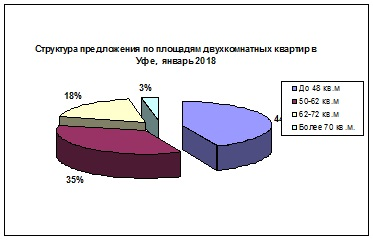 Структура предложения по площадям двухкомнатных квартир в
Уфе, январь 2018
3%
18%
44
35%
До 48 кв.м
50-62 кв.м
62-72 кв.м
Более 70 кв.м.